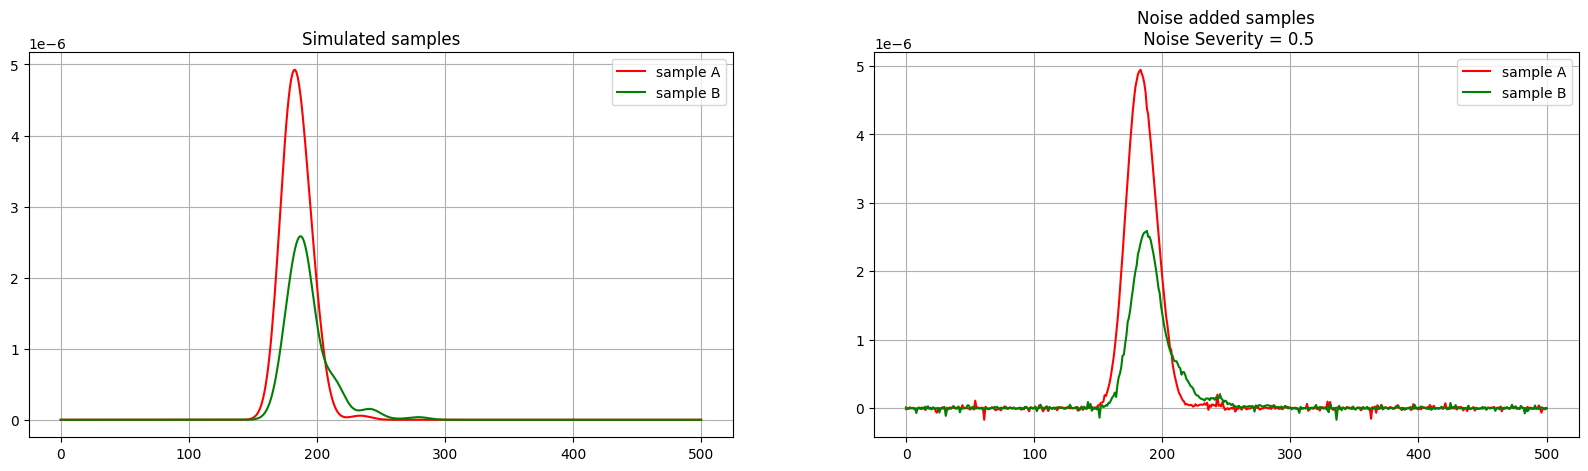 Simulated samples
1e−6
sample A
sample B
5
4
3
2
1
0
0 100 200 300 400 500
Noise added samples
Noise Severity = 0.5
1e−6
sample A
sample B
5
4
3
2
1
0
0 100 200 300 400 500